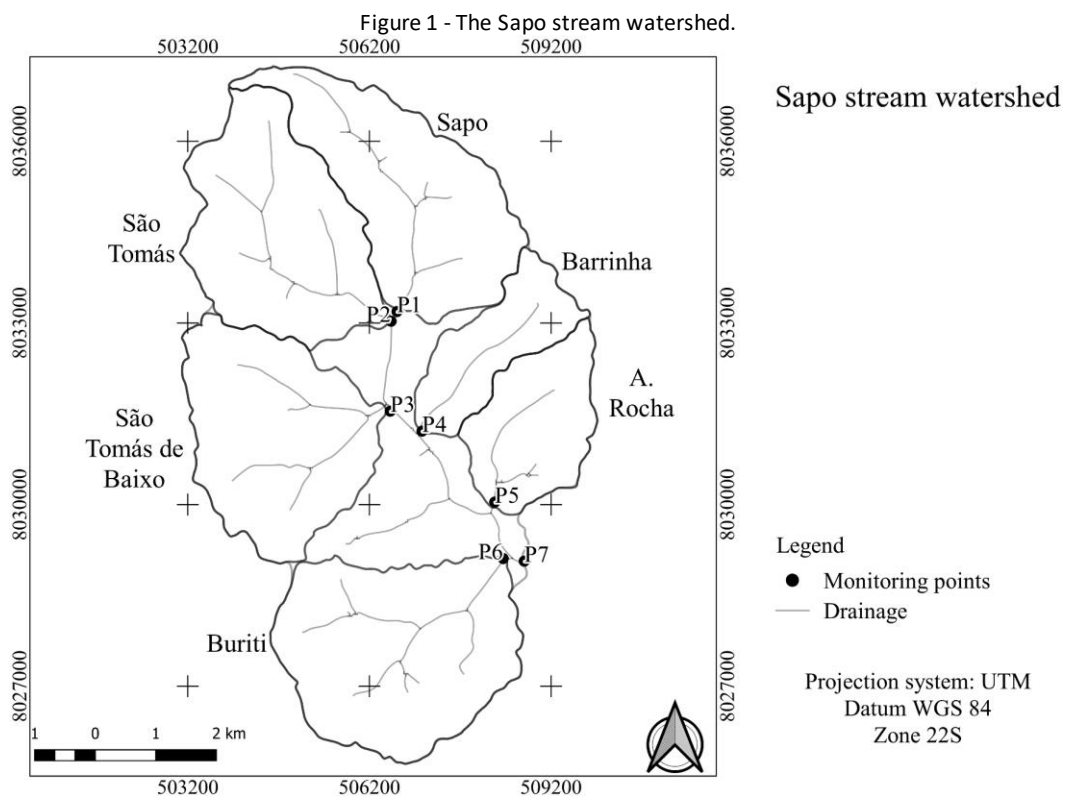 Figure 1 - The Sapo stream watershed.
503200 506200 509200
Sapo stream watershed
8036000 8036000
Sapo
São
Tomás
Barrinha
P1
P2
8033000 8033000
A.
Rocha
P3
P4
São
Tomás de
Baixo
P5
8030000 8030000
P6
P7
Legend
Monitoring points
Drainage
Buriti
8027000 8027000
Projection system: UTM
Datum WGS 84
Zone 22S
1 0 1 2 km
503200 506200 509200